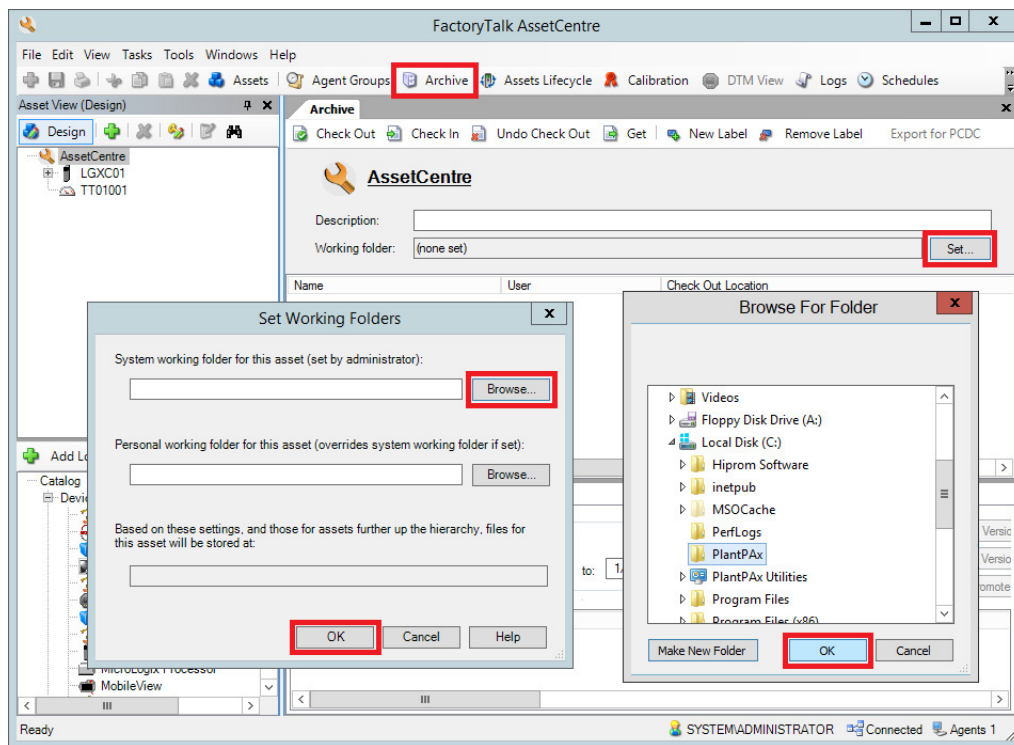 FactoryTalk AssetCentre
File Edit View Tasks Tools Windows Help
Assets Agent Groups Archive Assets Lifecycle Calibration DTM View Logs Schedules
Asset View (Design)
Design
AssetCentre
LGXC01
TT01001
Archive
Check Out Check In Undo Check Out Get New Label Remove Label Export for PCDC
AssetCentre
Description:
Working folder: (none set) Set...
Name User Check Out Location
Set Working Folders
System working folder for this asset (set by administrator):
Browse...
Personal working folder for this asset (overrides system working folder if set):
Browse...
Based on these settings, and those for assets further up the hierarchy, files for
this asset will be stored at:
OK Cancel Help
Browse For Folder
Videos
Floppy Disk Drive (A:)
Local Disk (C:)
Hiprom Software
inetpub
MSOCache
PerfLogs
PlantPAx
PlantPAx Utilities
Program Files
Program Files (x86)
Make New Folder OK Cancel
Add
Catalog
to:
MicroLogix Processor
MobileView
Ready SYSTEM\ADMINISTRATOR Connected Agents 1